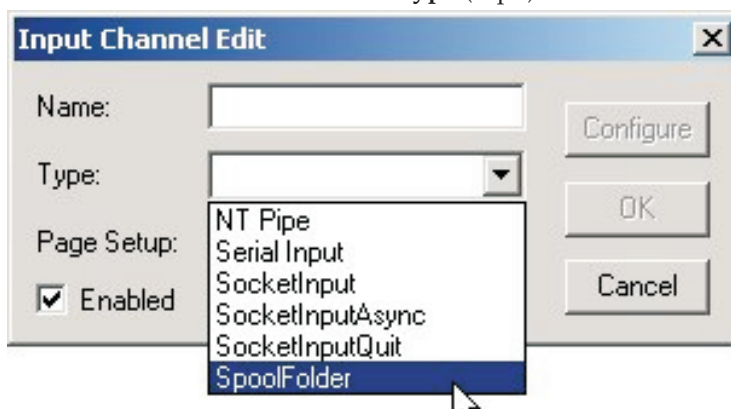 Input Channel Edit
Name:
Configure
Type:
OK
NT Pipe
Page Setup:
Serial Input
SocketInput
Enabled
Cancel
SocketInputAsync
SocketInputQuit
SpoolFolder